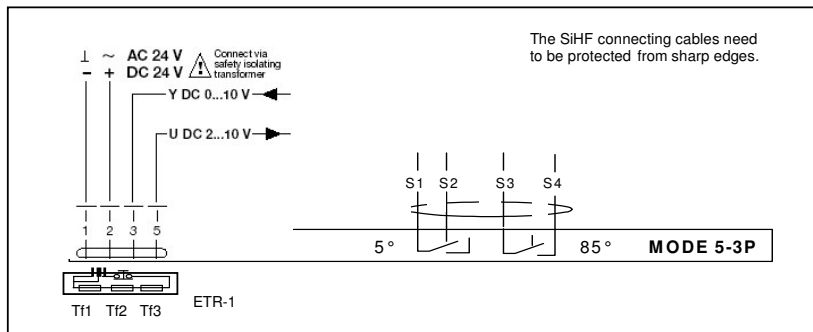 The SiHF connecting cables need
to be protected from sharp edges.
⊥ ~ AC 24 V
− + DC 24 V
Connect via
safety isolating
transformer
Y DC 0...10 V
U DC 2...10 V
S1 S2 S3 S4
1 2 3 5
5° 85° MODE 5-3P
ETR-1
Tf1 Tf2 Tf3